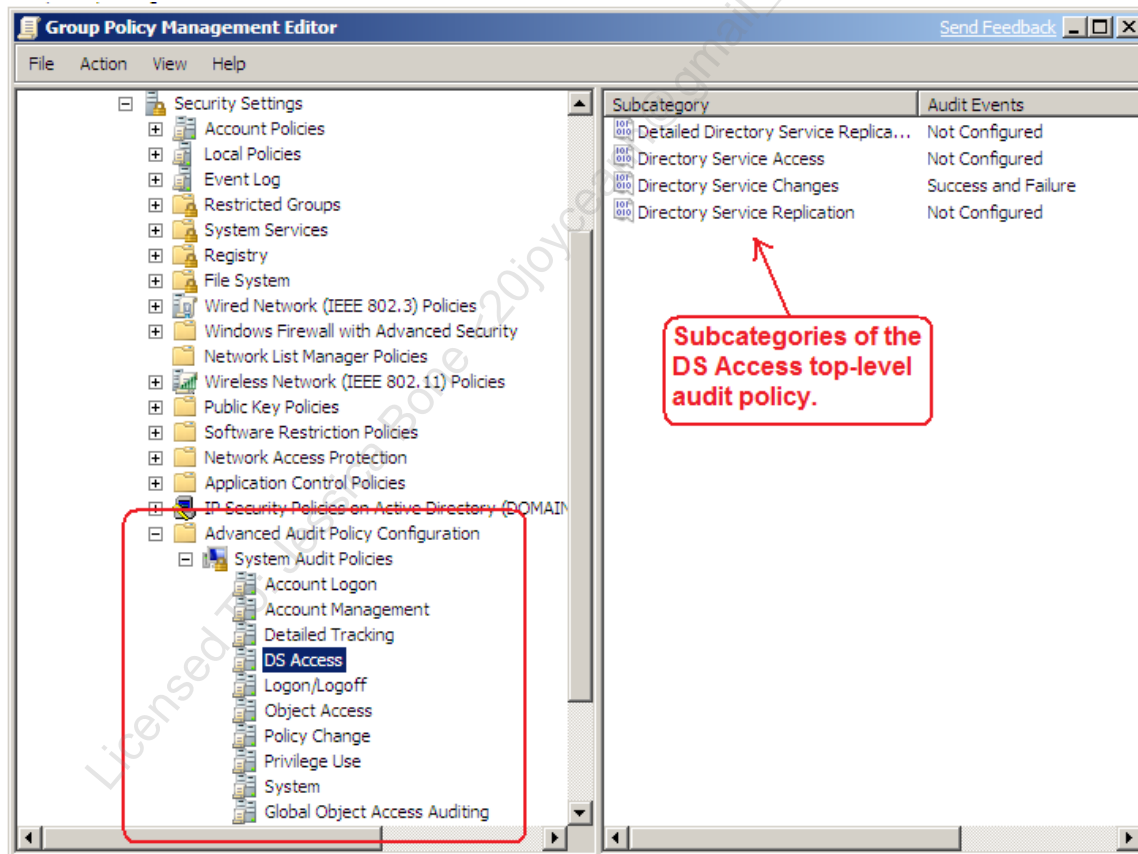 Group Policy Management Editor
Send Feedback
File Action View Help
Security Settings
Account Policies
Local Policies
Event Log
Restricted Groups
System Services
Registry
File System
Wired Network (IEEE 802.3) Policies
Windows Firewall with Advanced Security
Network List Manager Policies
Wireless Network (IEEE 802.11) Policies
Public Key Policies
Software Restriction Policies
Network Access Protection
Application Control Policies
IP Security Policies on Active Directory (DOMAIN
Advanced Audit Policy Configuration
System Audit Policies
Account Logon
Account Management
Detailed Tracking
DS Access
Logon/Logoff
Object Access
Policy Change
Privilege Use
System
Global Object Access Auditing
Subcategory Audit Events
Detailed Directory Service Replica... Not Configured
Directory Service Access Not Configured
Directory Service Changes Success and Failure
Directory Service Replication Not Configured
Subcategories of the
DS Access top-level
audit policy.
Licensed To: Jessica Bone